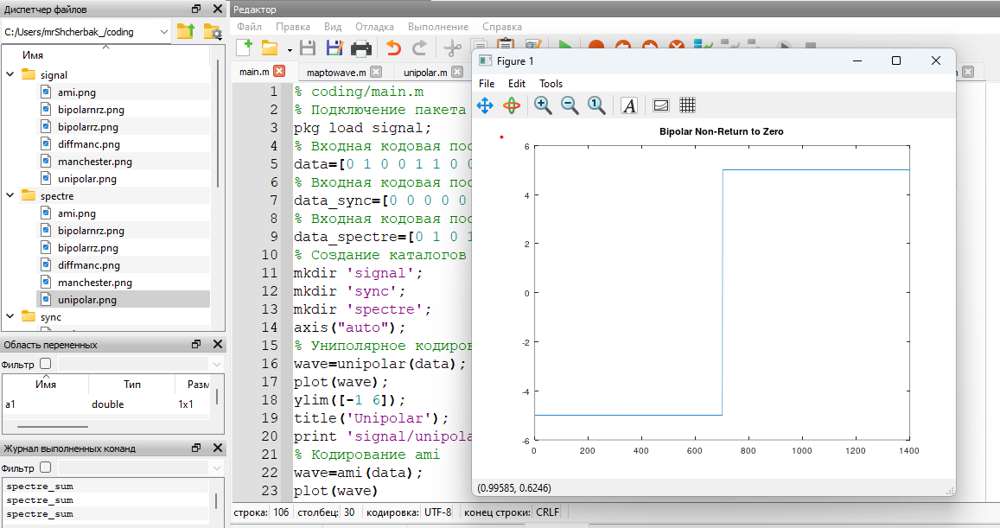 Диспетчер файлов
C:/Users/mrShcherbak_/coding
Имя
signal
ami.png
bipolarnrz.png
bipolarrz.png
diffmanc.png
manchester.png
unipolar.png
spectre
ami.png
bipolarnrz.png
bipolarrz.png
diffmanc.png
manchester.png
unipolar.png
sync
Область переменных
Фильтр
Имя Тип Разм
a1 double 1x1
Журнал выполненных команд
Фильтр
spectre_sum
spectre_sum
spectre_sum
Редактор
Файл Правка Вид Отладка Выполнение Справка
main.m maptowave.m unipolar.m
1 % coding/main.m
2 % Подключение пакета
3 pkg load signal;
4 % Входная кодовая пос
5 data=[0 1 0 0 1 1 0 0
6 % Входная кодовая пос
7 data_sync=[0 0 0 0 0
8 % Входная кодовая пос
9 data_spectre=[0 1 0 1
10 % Создание каталогов
11 mkdir 'signal';
12 mkdir 'sync';
13 mkdir 'spectre';
14 axis("auto");
15 % Униполярное кодиров
16 wave=unipolar(data);
17 plot(wave);
18 ylim([-1 6]);
19 title('Unipolar');
20 print 'signal/unipola
21 % Кодирование ami
22 wave=ami(data);
23 plot(wave)
строка: 106 столбец: 30 кодировка: UTF-8 конец строки: CRLF
Figure 1
File Edit Tools
A
Bipolar Non-Return to Zero
6
4
2
0
-2
-4
-6
0 200 400 600 800 1000 1200 1400
(0.99585, 0.6246)